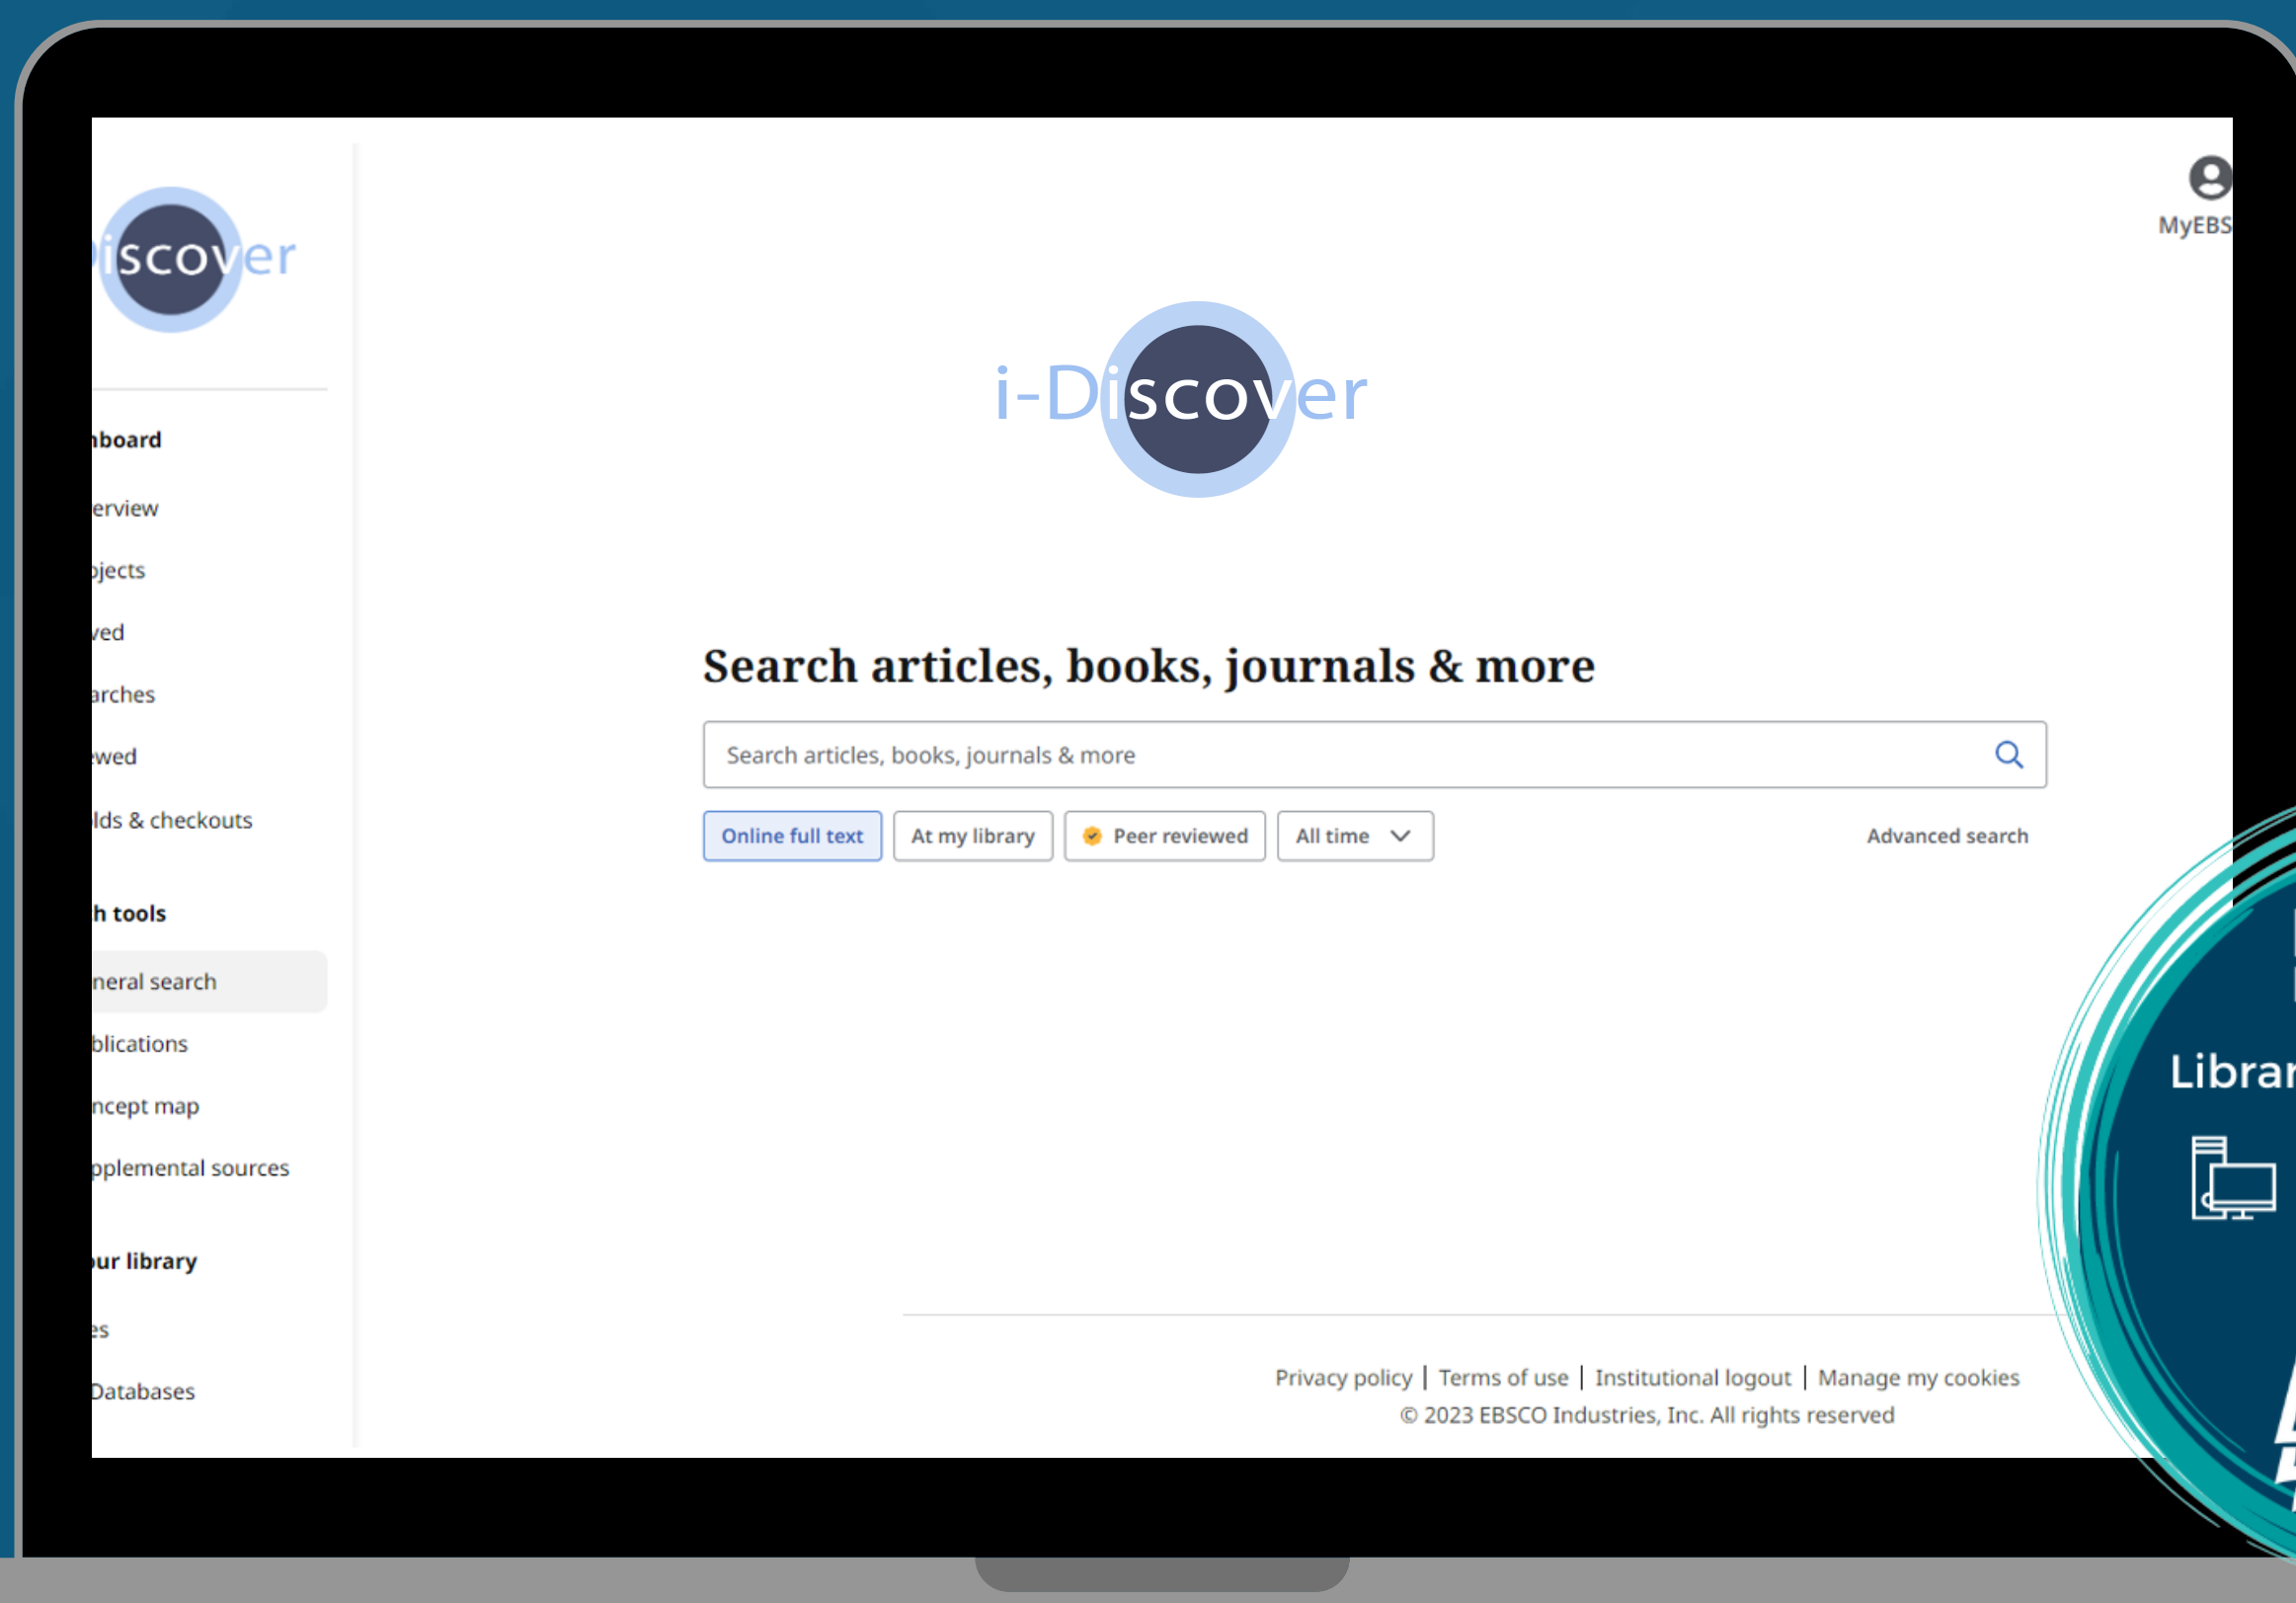 MyEBS
iscover
i-Discover
board
erview
jects
ved
arches
ewed
lds & checkouts
h tools
neral search
blications
ncept map
pplemental sources
our library
es
Databases
Search articles, books, journals & more
Search articles, books, journals & more
Online full text
At my library
Peer reviewed
All time
Advanced search
Privacy policy | Terms of use | Institutional logout | Manage my cookies
© 2023 EBSCO Industries, Inc. All rights reserved
Librar